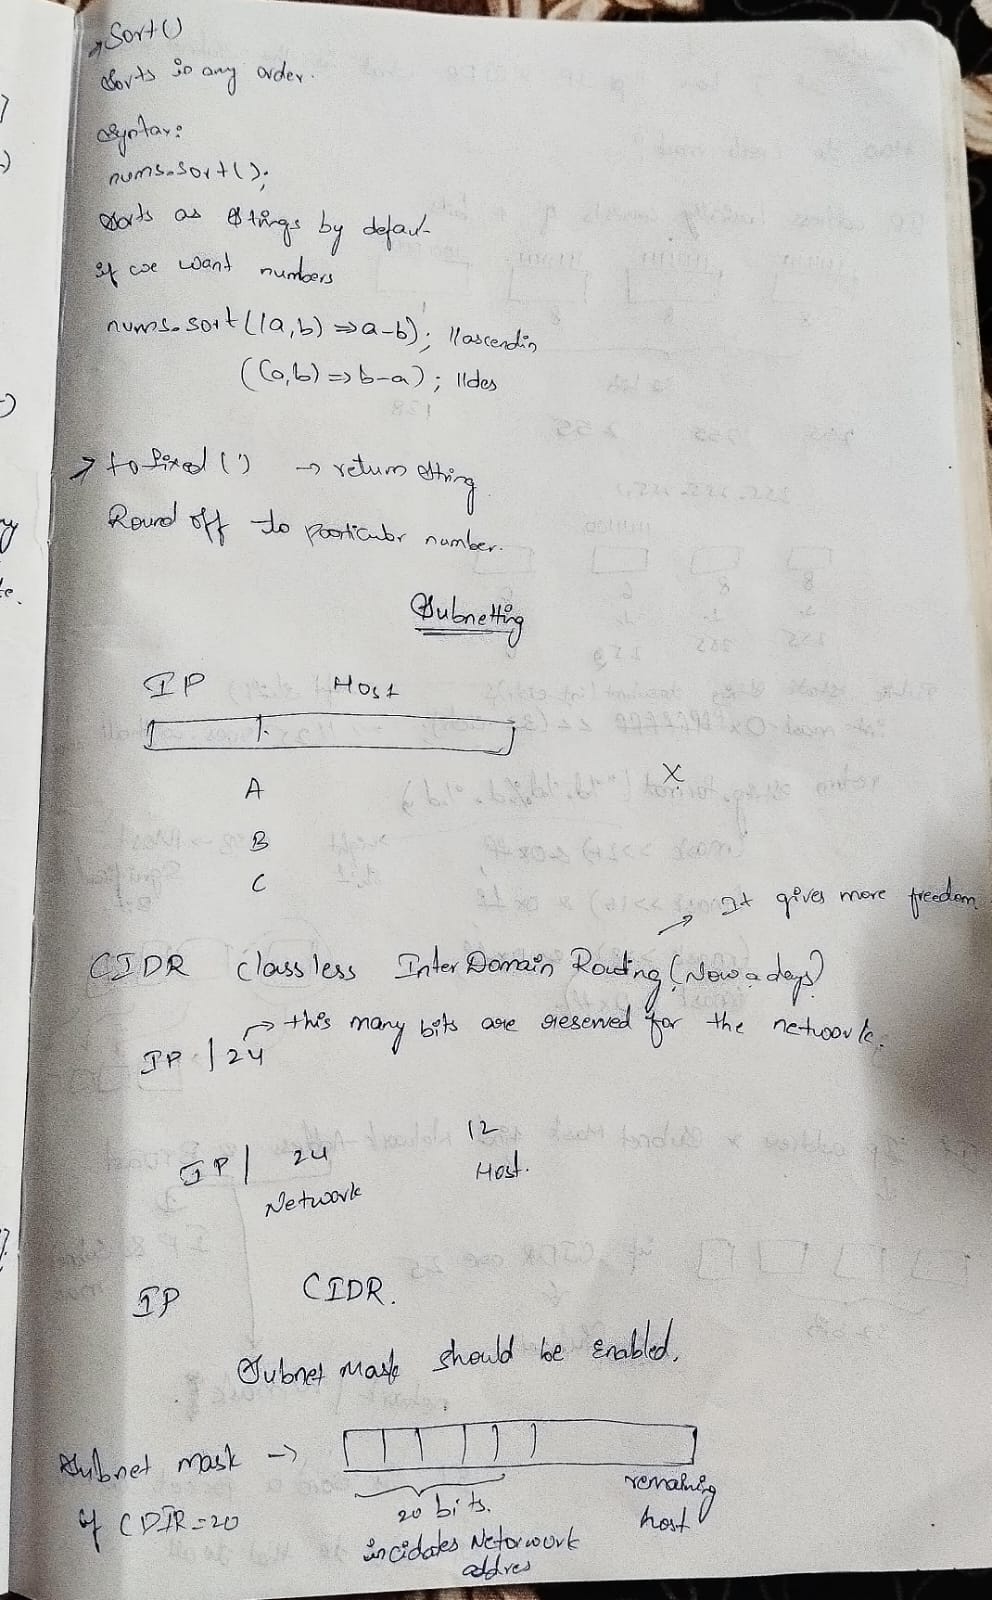 → Sort()
Sorts in any order.
Syntax:
nums.sort();
Sorts as Strings by defaul-
if we want numbers
nums.sort((a,b) => a-b); //ascendin
((a,b) => b-a); //des
→ toFixed() → return string
Round off to particular number.
Subnetting
IP Host
A
B
C
X
→ It gives more freedom.
CIDR Classless Inter Domain Routing (Now a days)
→ this many bits are reserved for the network.
IP / 24
IP | 24 12
Network Host.
IP CIDR.
Subnet Mask should be Enabled.
Subnet mask →
if CDIR = 20
20 bits. remaining
incidates Networwork host
addres